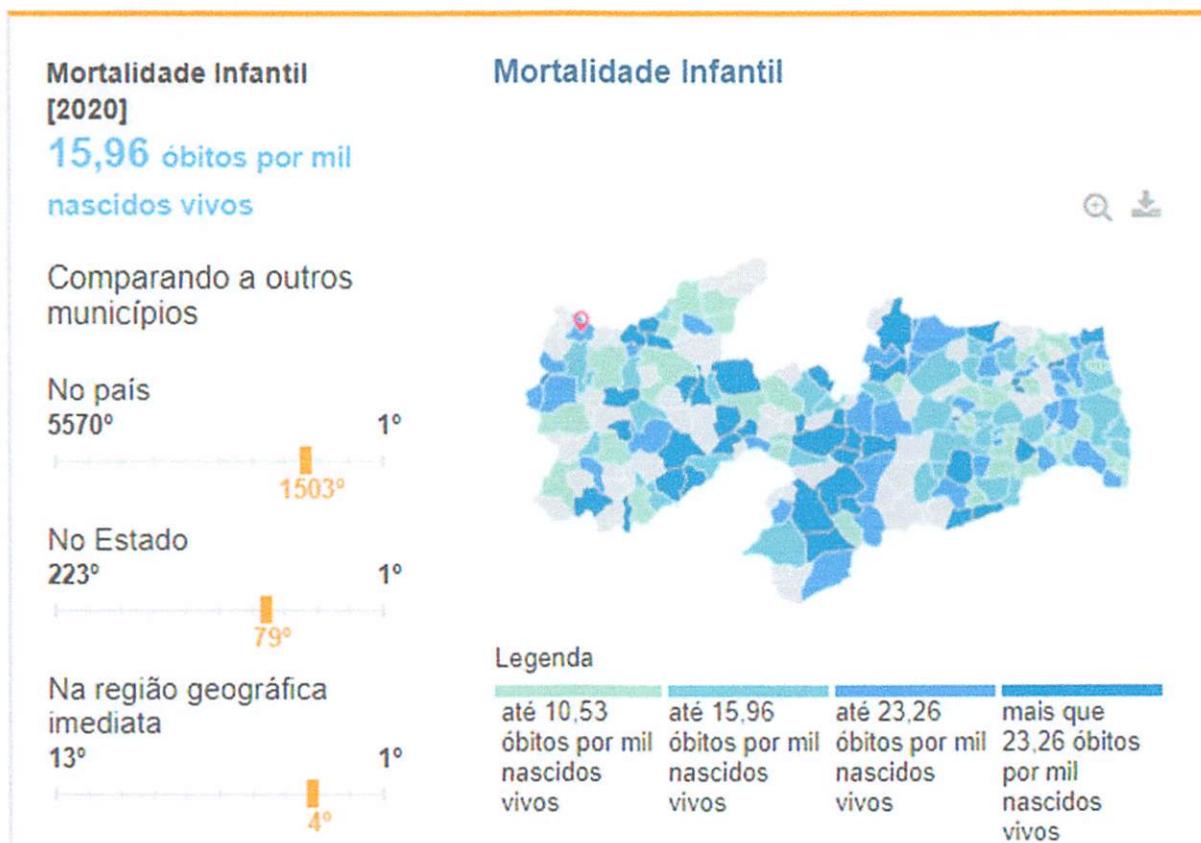 Mortalidade Infantil
[2020]
15,96 óbitos por mil
nascidos vivos
Comparando a outros
municípios
No país
5570º 1º
1503º
No Estado
223º 1º
79º
Na região geográfica
imediata
13º 1º
4º
Mortalidade Infantil
Legenda
até 10,53
óbitos por mil
nascidos
vivos
até 15,96
óbitos por mil
nascidos
vivos
até 23,26
óbitos por mil
nascidos
vivos
mais que
23,26 óbitos
por mil
nascidos
vivos